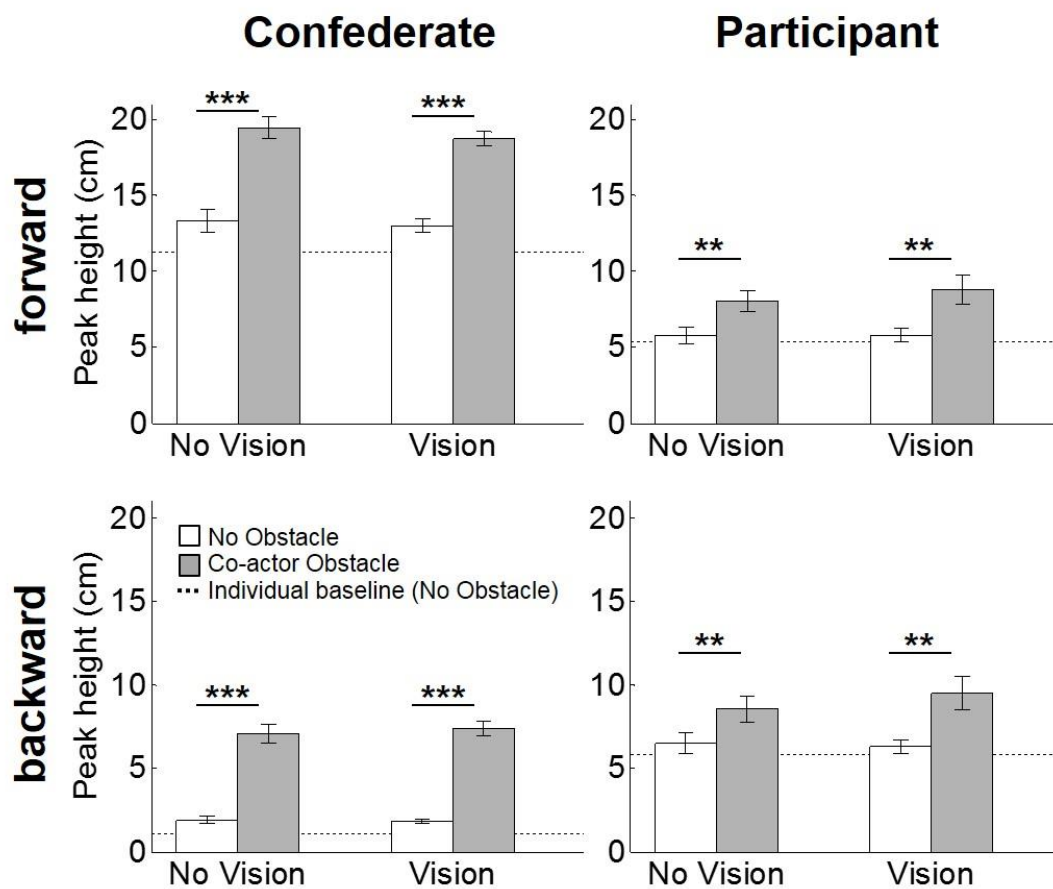 Confederate
Participant
forward
Peak height (cm)
20
15
10
5
0
***
***
No Vision
Vision
20
15
10
5
0
**
**
No Vision
Vision
backward
Peak height (cm)
20
15
10
5
0
No Obstacle
Co-actor Obstacle
Individual baseline (No Obstacle)
***
***
No Vision
Vision
20
15
10
5
0
**
**
No Vision
Vision